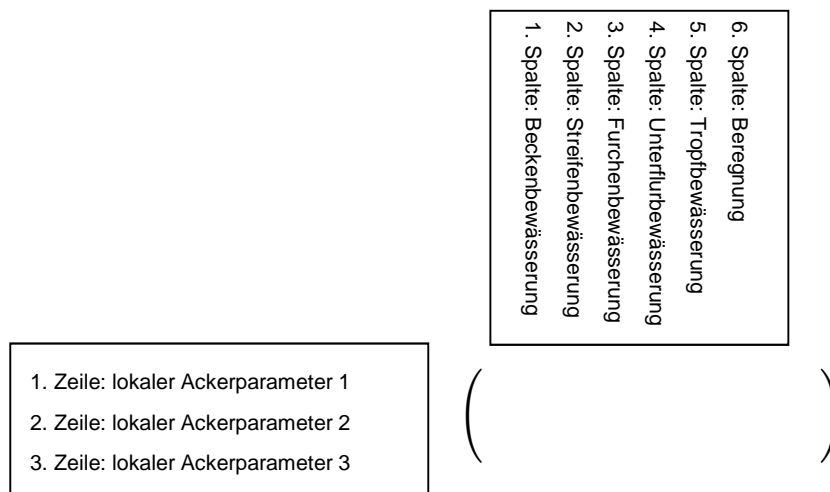 1. Spalte: Beckenbewässerung
2. Spalte: Streifenbewässerung
3. Spalte: Furchenbewässerung
4. Spalte: Unterflurbewässerung
5. Spalte: Tropfbewässerung
6. Spalte: Beregnung
1. Zeile: lokaler Ackerparameter 1
2. Zeile: lokaler Ackerparameter 2
3. Zeile: lokaler Ackerparameter 3